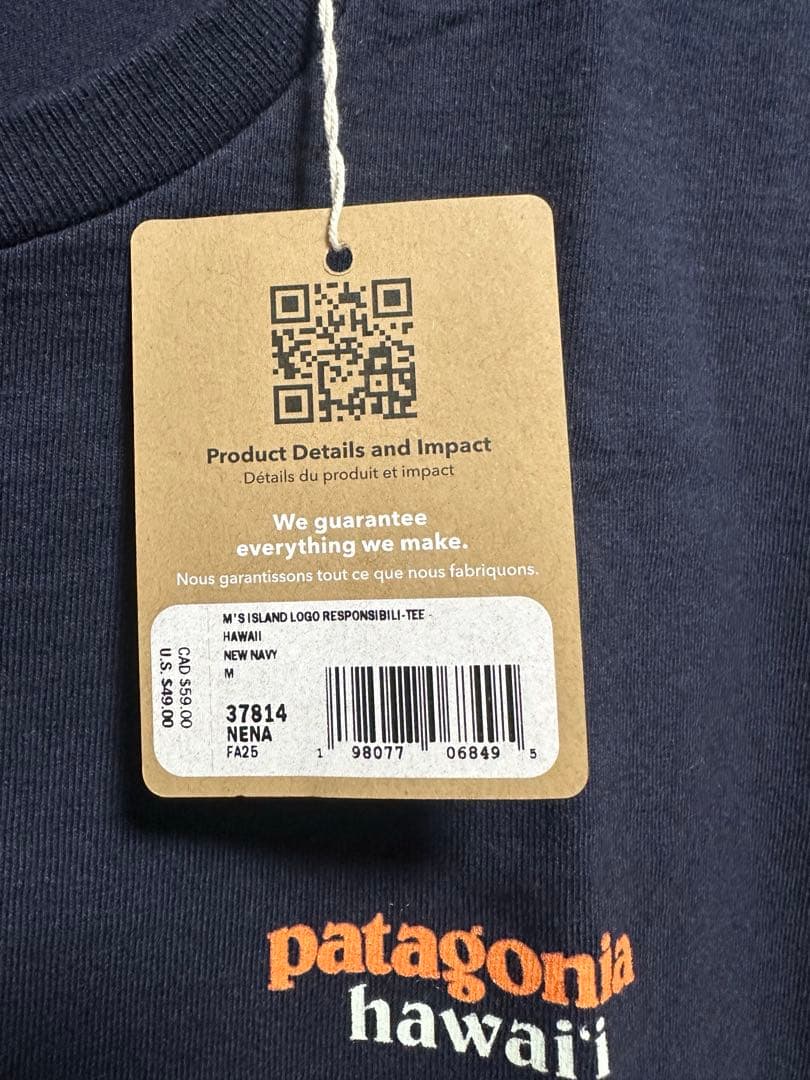 Product Details and Impact
Détails du produit et impact
We guarantee
everything we make.
Nous garantissons tout ce que nous fabriquons.
M'S ISLAND LOGO RESPONSIBILI-TEE -
HAWAII
NEW NAVY
M
CAD $59.00
U.S. $49.00
37814
NENA
FA25
1 98077 06849 5
patagonia
hawaiʻi